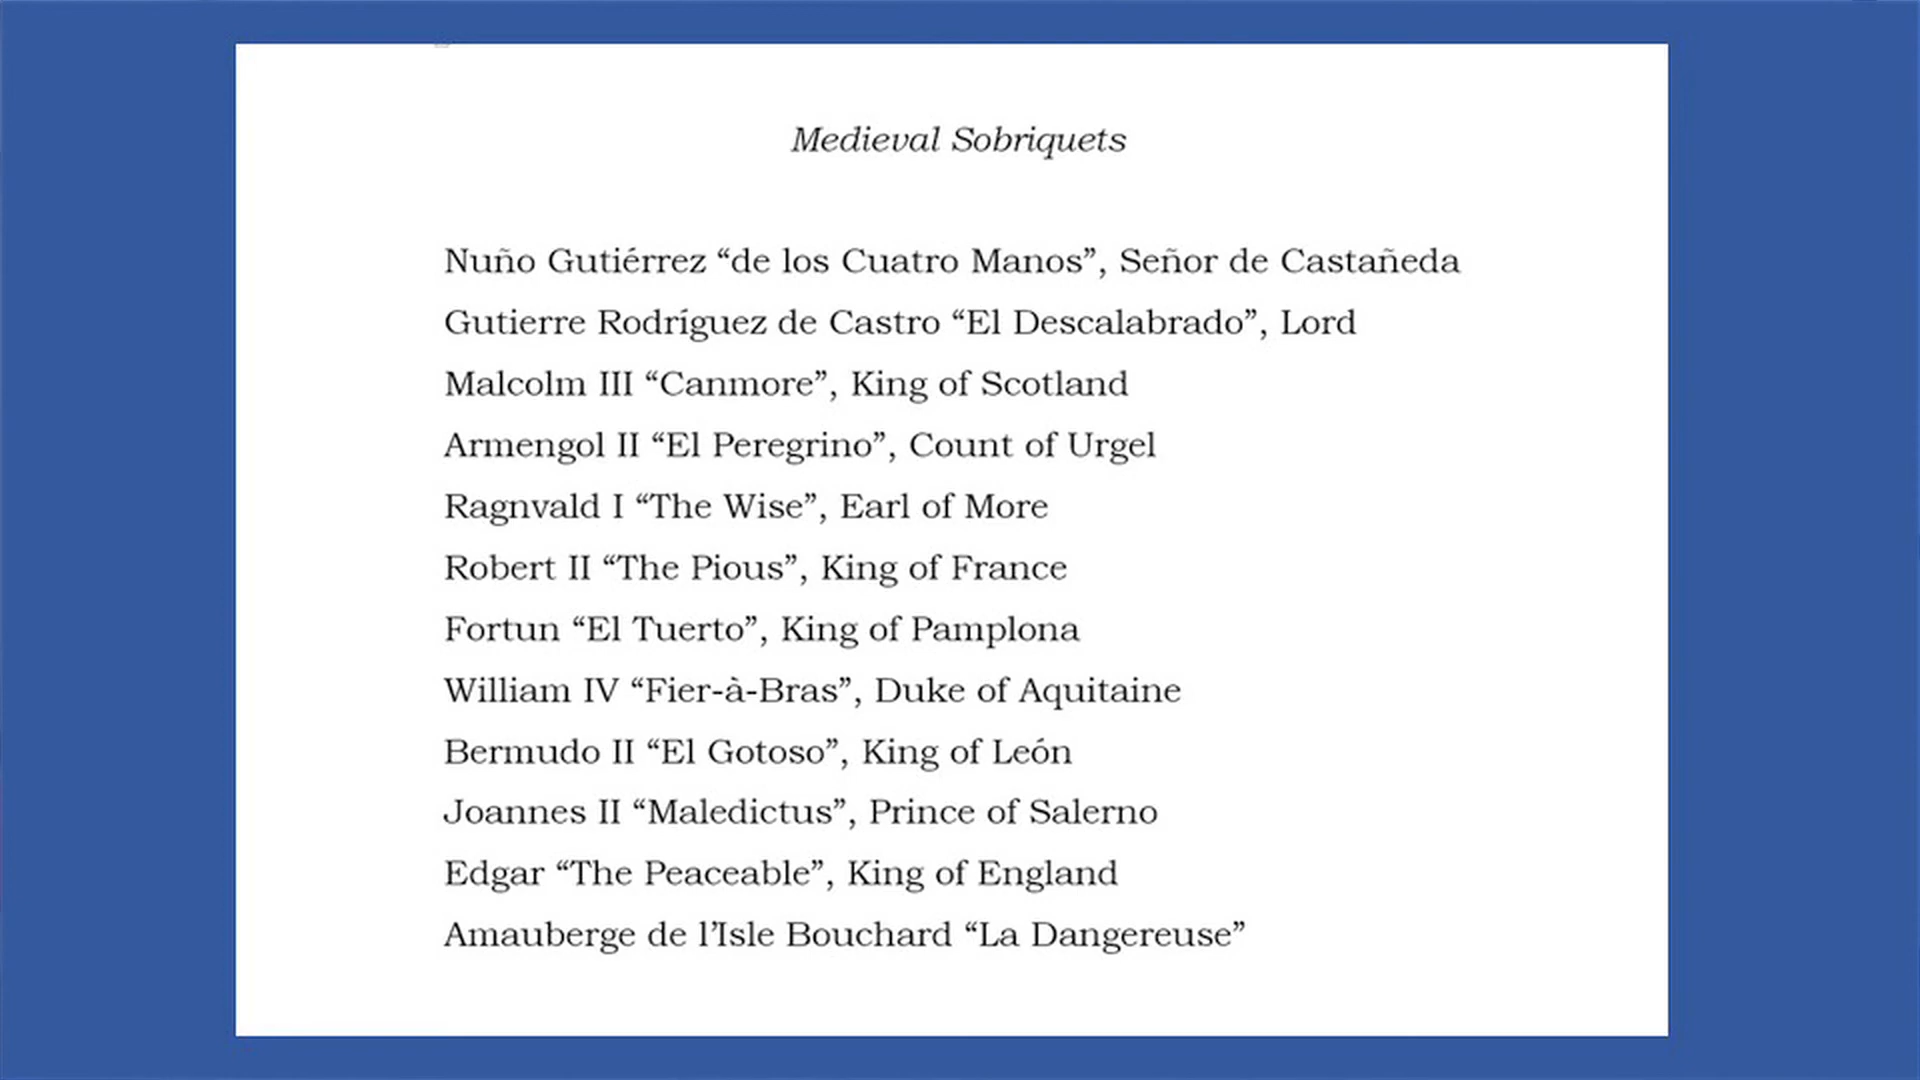 Medieval Sobriquets
Nuño Gutiérrez “de los Cuatro Manos”, Señor de Castañeda
Gutierre Rodríguez de Castro “El Descalabrado”, Lord
Malcolm III “Canmore”, King of Scotland
Armengol II “El Peregrino”, Count of Urgel
Ragnvald I “The Wise”, Earl of More
Robert II “The Pious”, King of France
Fortun “El Tuerto”, King of Pamplona
William IV “Fier-à-Bras”, Duke of Aquitaine
Bermudo II “El Gotoso”, King of León
Joannes II “Maledictus”, Prince of Salerno
Edgar “The Peaceable”, King of England
Amauberge de l’Isle Bouchard “La Dangereuse”